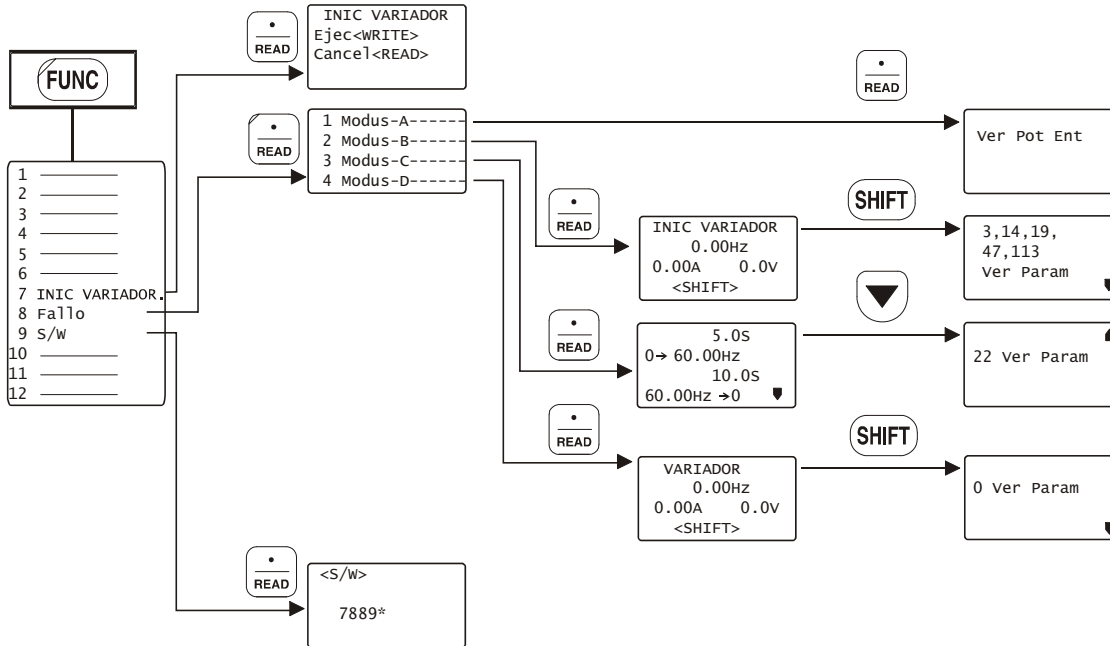 FUNC
1
2
3
4
5
6
7 INIC VARIADOR.
8 Fallo
9 S/W
10
11
12
READ
INIC VARIADOR
Ejec<WRITE>
Cancel<READ>
READ
1 Modus-A------
2 Modus-B------
3 Modus-C------
4 Modus-D------
READ
Ver Pot Ent
READ
INIC VARIADOR
0.00Hz
0.00A 0.0V
<SHIFT>
SHIFT
3,14,19,
47,113
Ver Param
READ
5.0S
0→ 60.00Hz
10.0S
60.00Hz →0
22 Ver Param
READ
VARIADOR
0.00Hz
0.00A 0.0V
<SHIFT>
SHIFT
0 Ver Param
READ
<S/W>
7889*